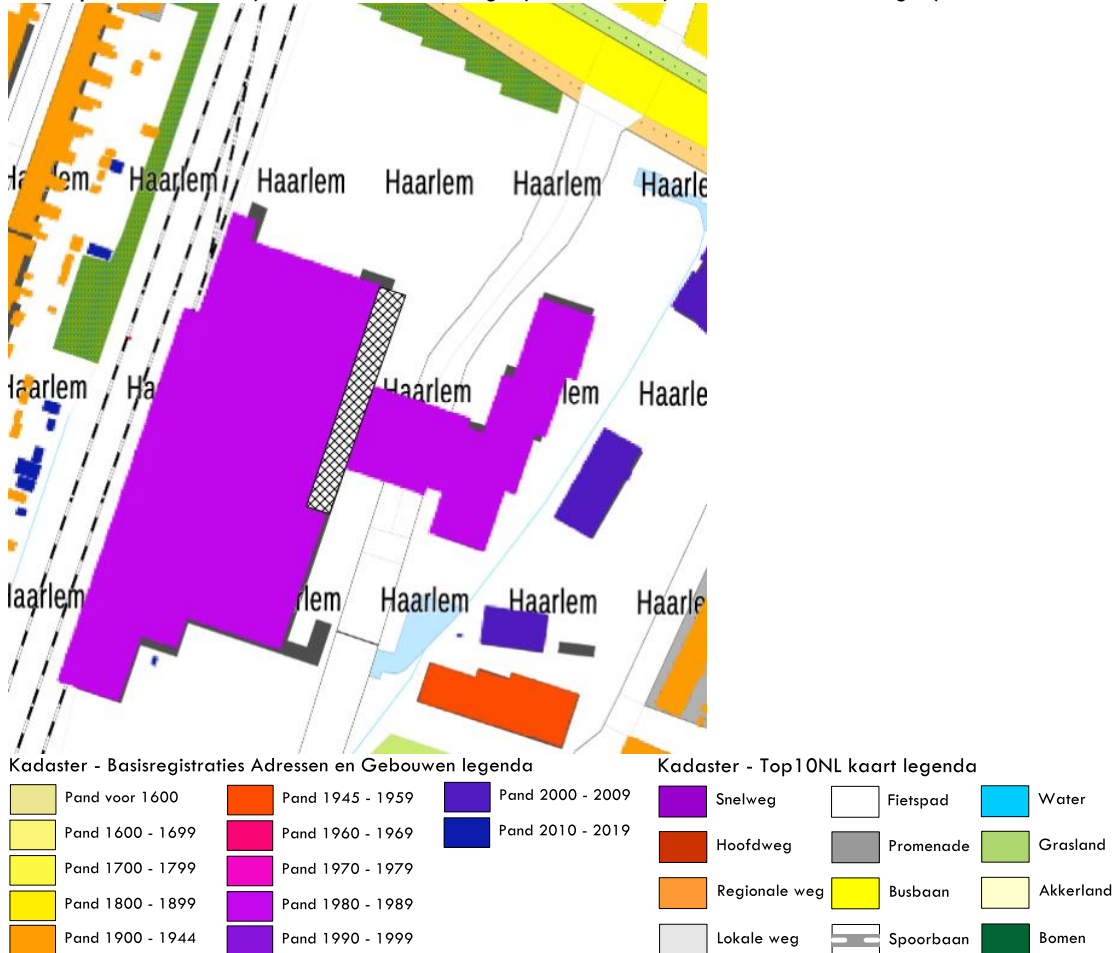 Haarlem Haarlem Haarlem Haarlem Haarle
Haarlem Haarlem Haarle
Haarlem Haarlem Haarle
Kadaster - Basisregistraties Adressen en Gebouwen legenda
Pand voor 1600
Pand 1600 - 1699
Pand 1700 - 1799
Pand 1800 - 1899
Pand 1900 - 1944
Pand 1945 - 1959
Pand 1960 - 1969
Pand 1970 - 1979
Pand 1980 - 1989
Pand 1990 - 1999
Pand 2000 - 2009
Pand 2010 - 2019
Kadaster - Top10NL kaart legenda
Snelweg
Hoofdweg
Regionale weg
Lokale weg
Fietspad
Promenade
Busbaan
Spoorbaan
Water
Grasland
Akkerland
Bomen